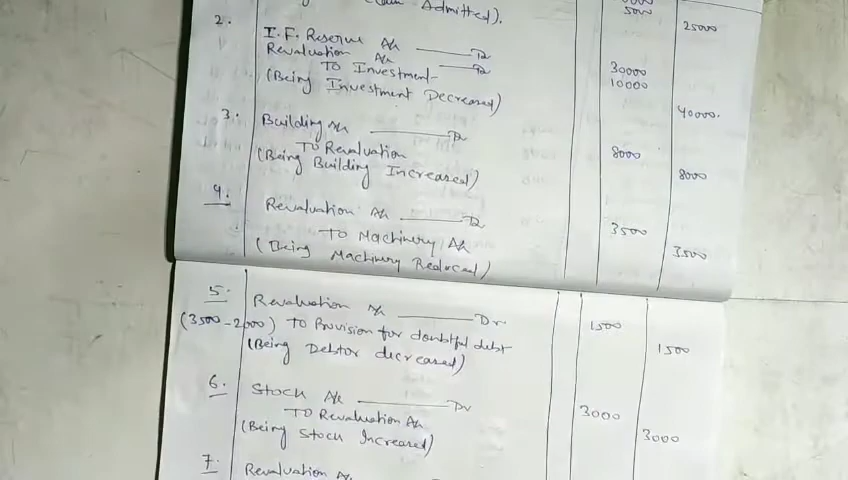 Admitted).
5000
25000
2.
I.F. Reserve A/c Dr
Revaluation A/c Dr
30000
To Investment
10000
(Being Investment Decreased)
40000.
3.
Building A/c Dr
To Revaluation
8000
(Being Building Increased)
8000
4.
Revaluation A/c Dr
3500
To Machinery A/c
3500
(Being Machinery Reduced)
5.
Revaluation A/c Dr.
1500
(3500-2000) To Provision for doubtful debt
1500
(Being Debtor decreased)
6.
Stock A/c Dr
3000
To Revaluation A/c
3000
(Being Stock Increased)
7.
Revaluation A/c